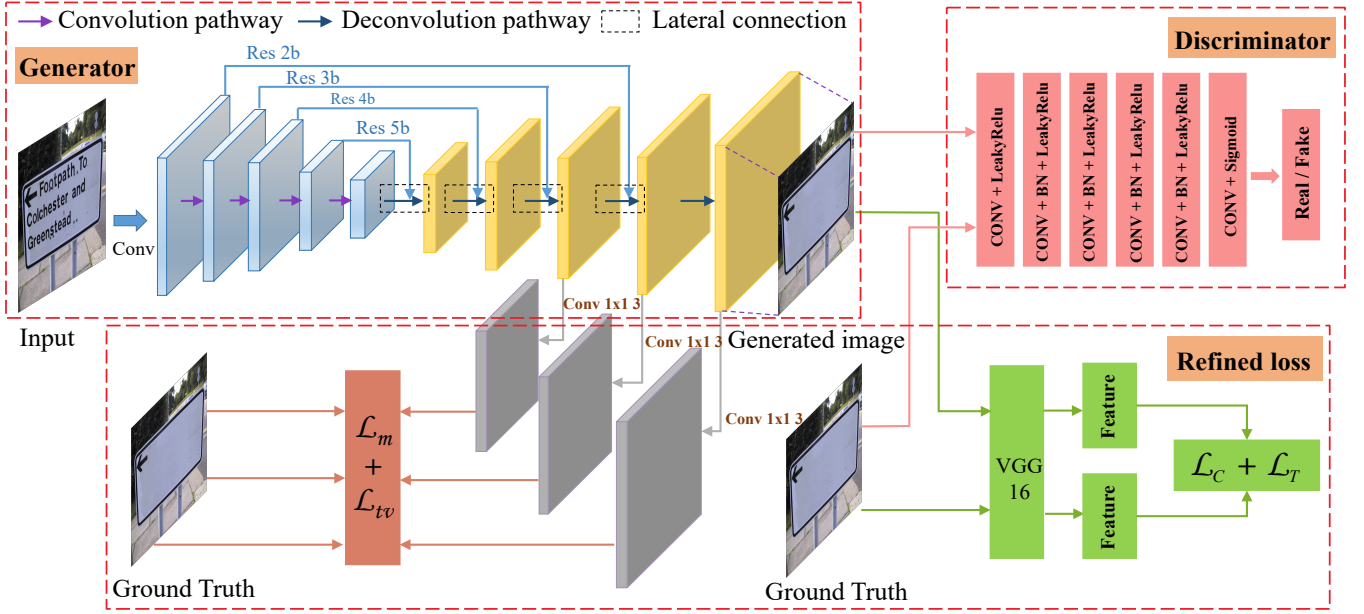 Convolution pathway
Deconvolution pathway
Lateral connection
Generator
Res 2b
Res 3b
Res 4b
Res 5b
Footpath.To
Colchester and
Greenstead..
Conv
Input
Generated image
Discriminator
CONV + LeakyRelu
CONV + BN + LeakyRelu
CONV + BN + LeakyRelu
CONV + BN + LeakyRelu
CONV + BN + LeakyRelu
CONV + Sigmoid
Real / Fake
Conv 1x1 3
Conv 1x1 3
Conv 1x1 3
Refined loss
ℒm
+
ℒtv
Ground Truth
Ground Truth
VGG
16
Feature
Feature
ℒC + ℒT